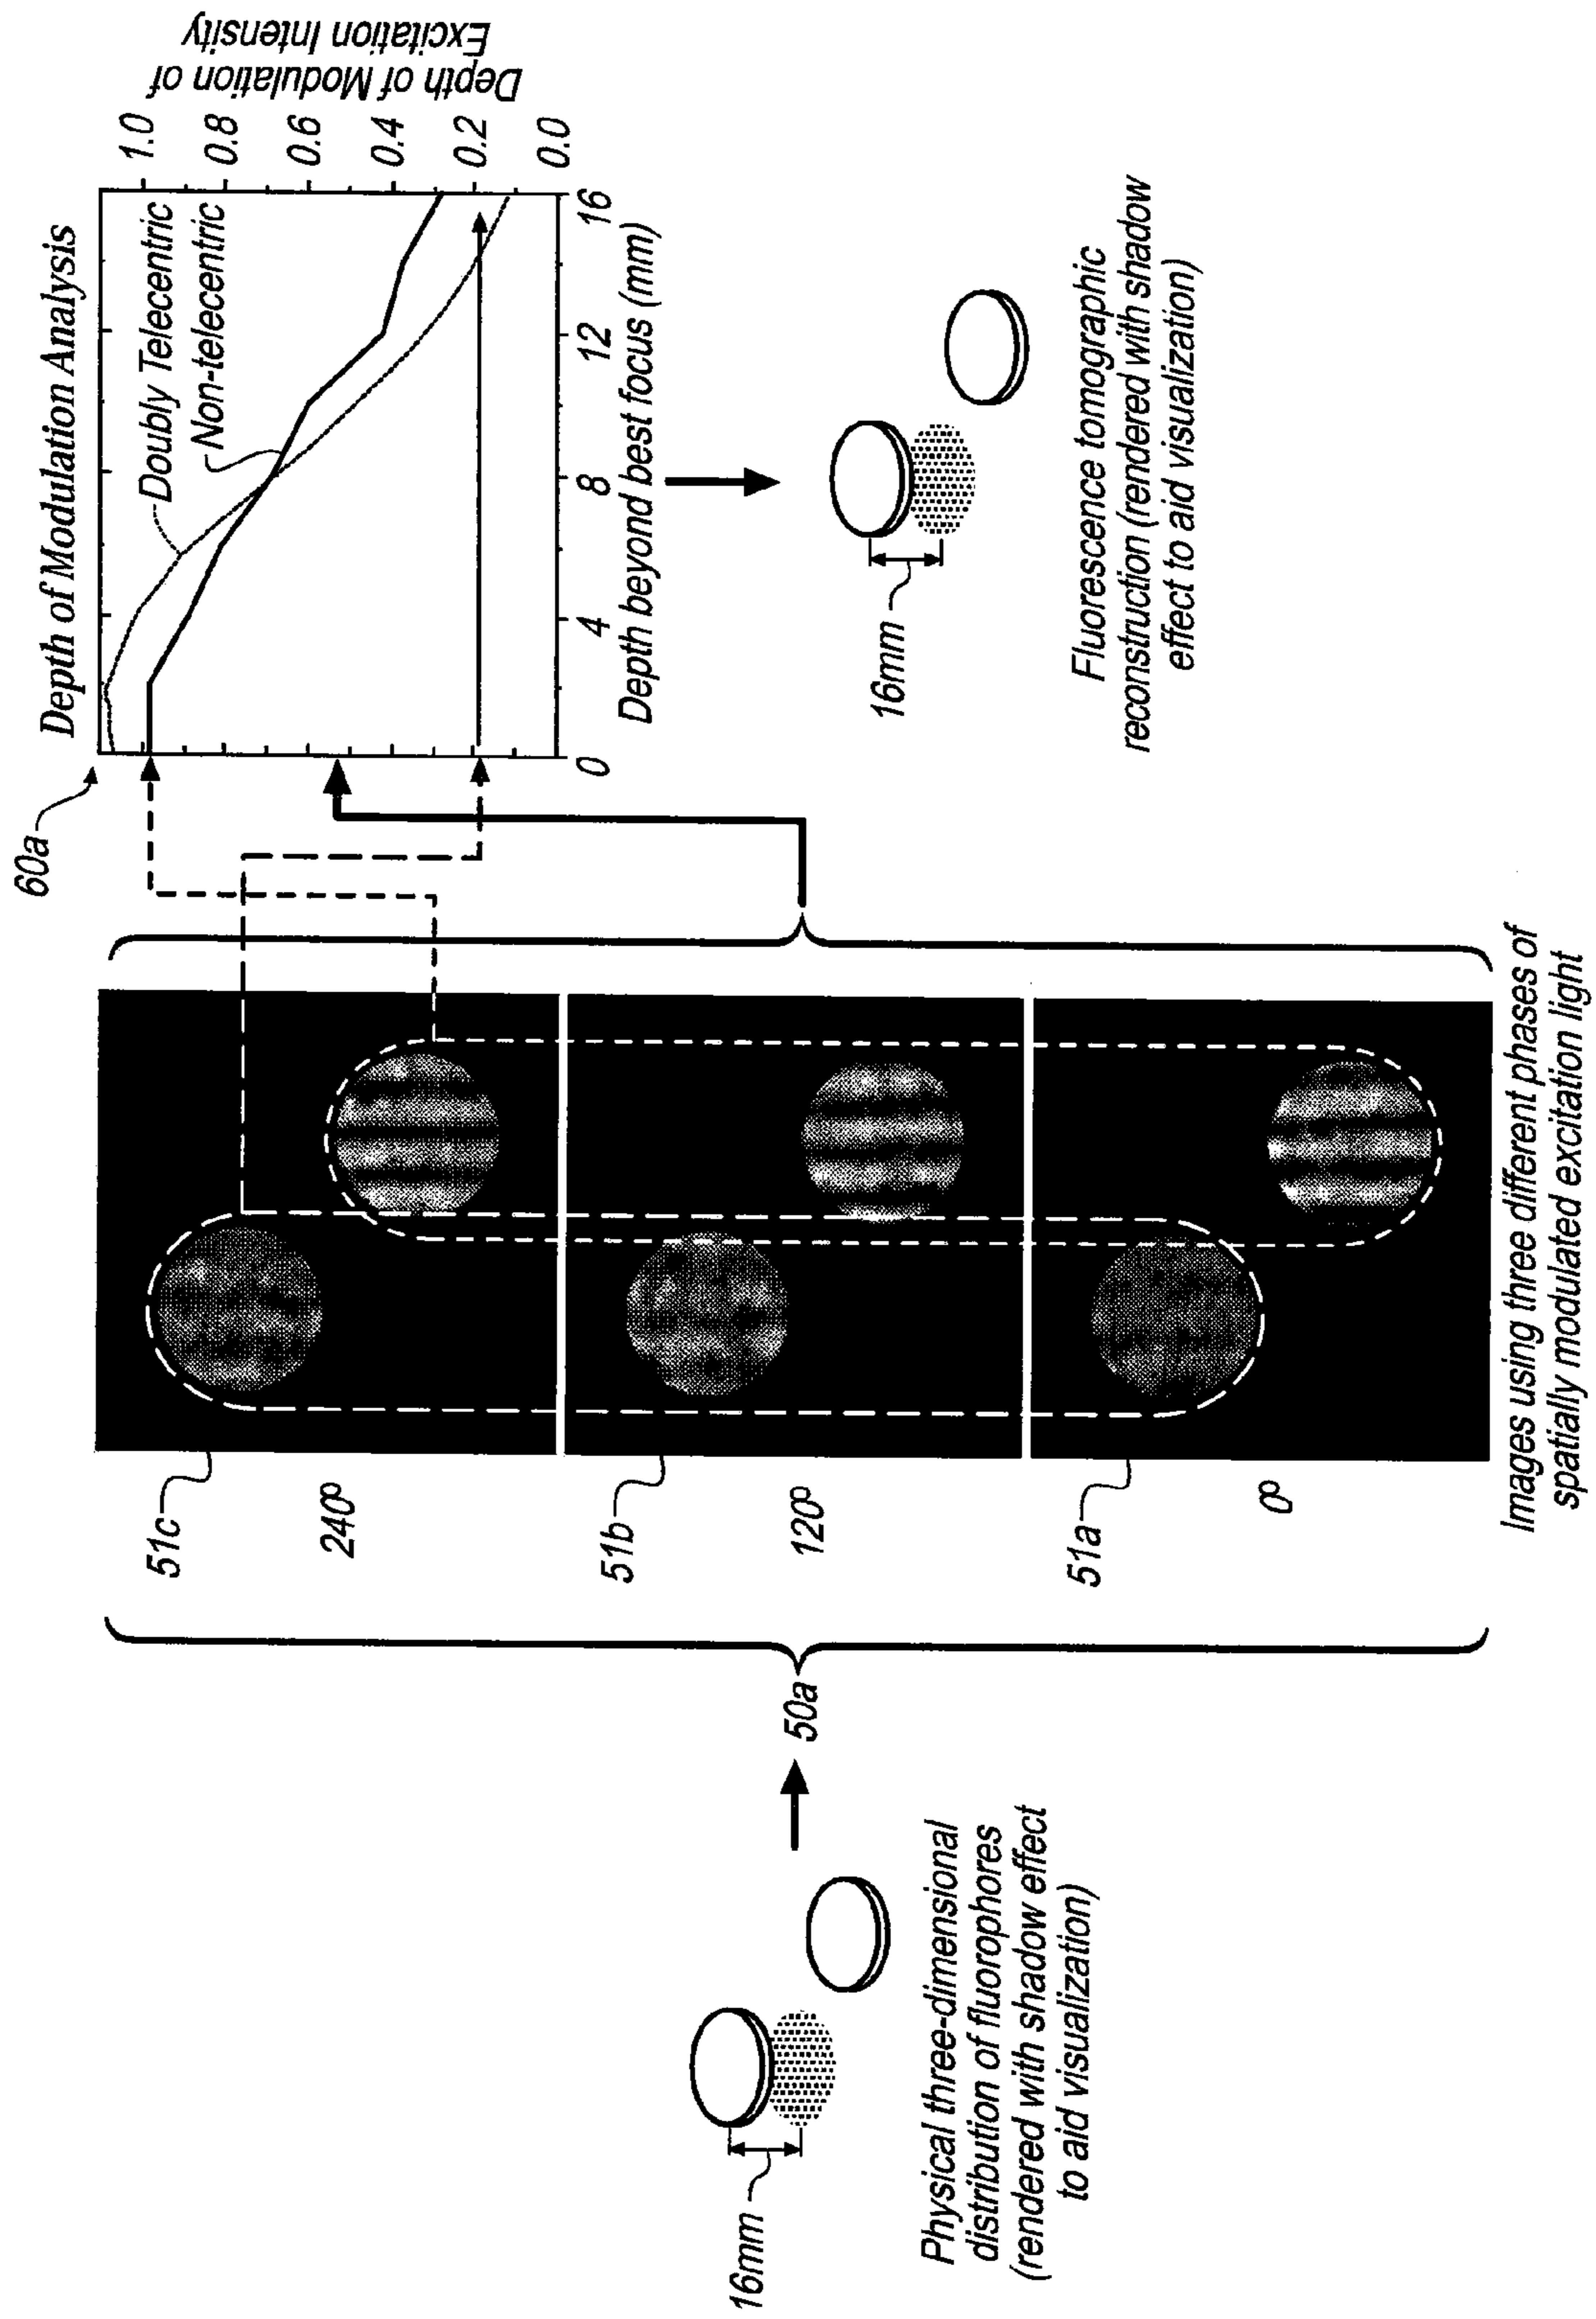 16mm
Physical three-dimensional
distribution of fluorophores
(rendered with shadow effect
to aid visualization)
50a
51c
240º
51b
120º
51a
0º
Images using three different phases of
spatially modulated excitation light
60a
Depth of Modulation Analysis
Doubly Telecentric
Non-telecentric
1.0
0.8
0.6
0.4
0.2
0.0
Depth of Modulation of
Excitation Intensity
0
4
8
12
16
Depth beyond best focus (mm)
16mm
Fluorescence tomographic
reconstruction (rendered with shadow
effect to aid visualization)